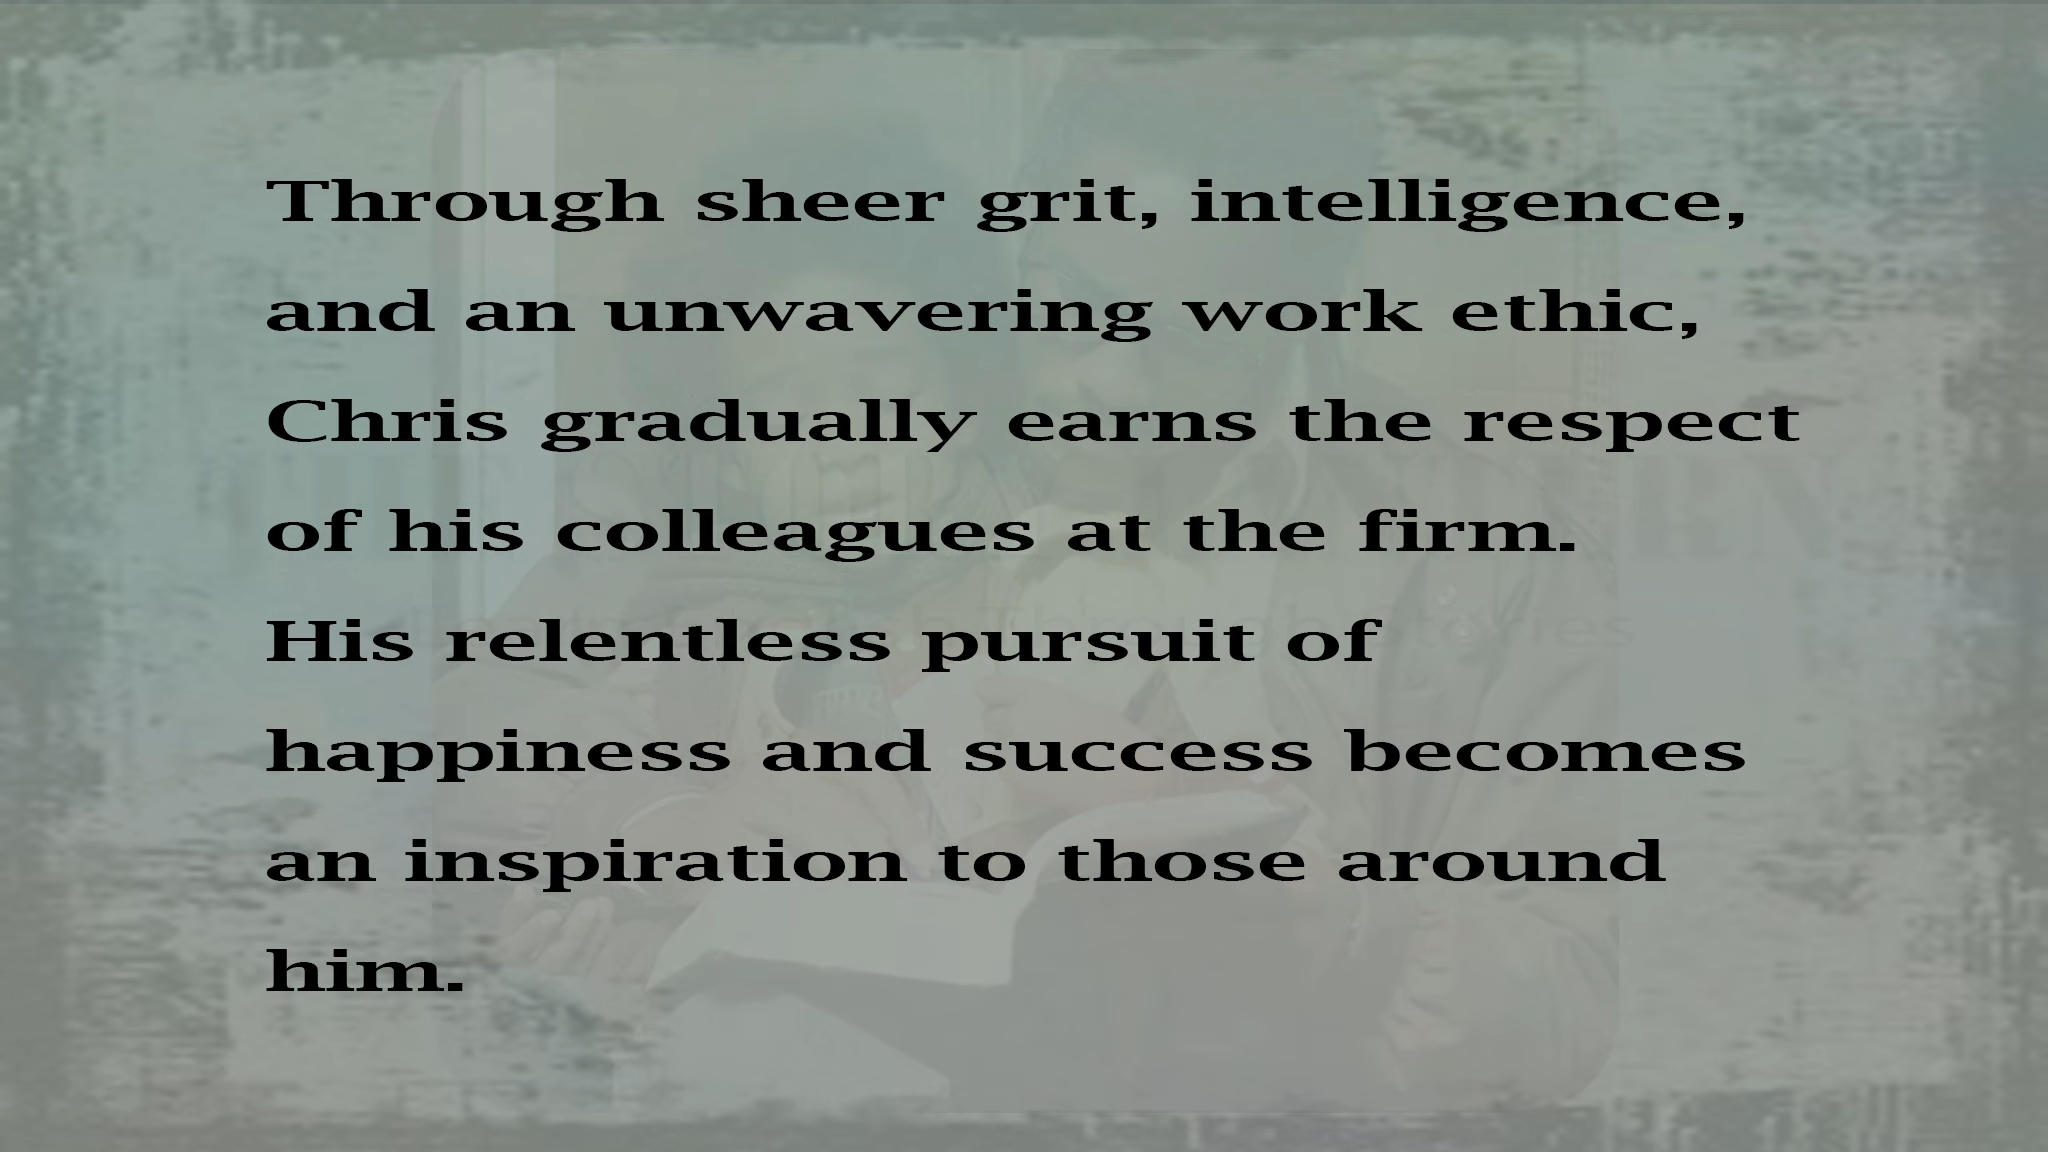 Through sheer grit, intelligence,
and an unwavering work ethic,
Chris gradually earns the respect
of his colleagues at the firm.
His relentless pursuit of
happiness and success becomes
an inspiration to those around
him.